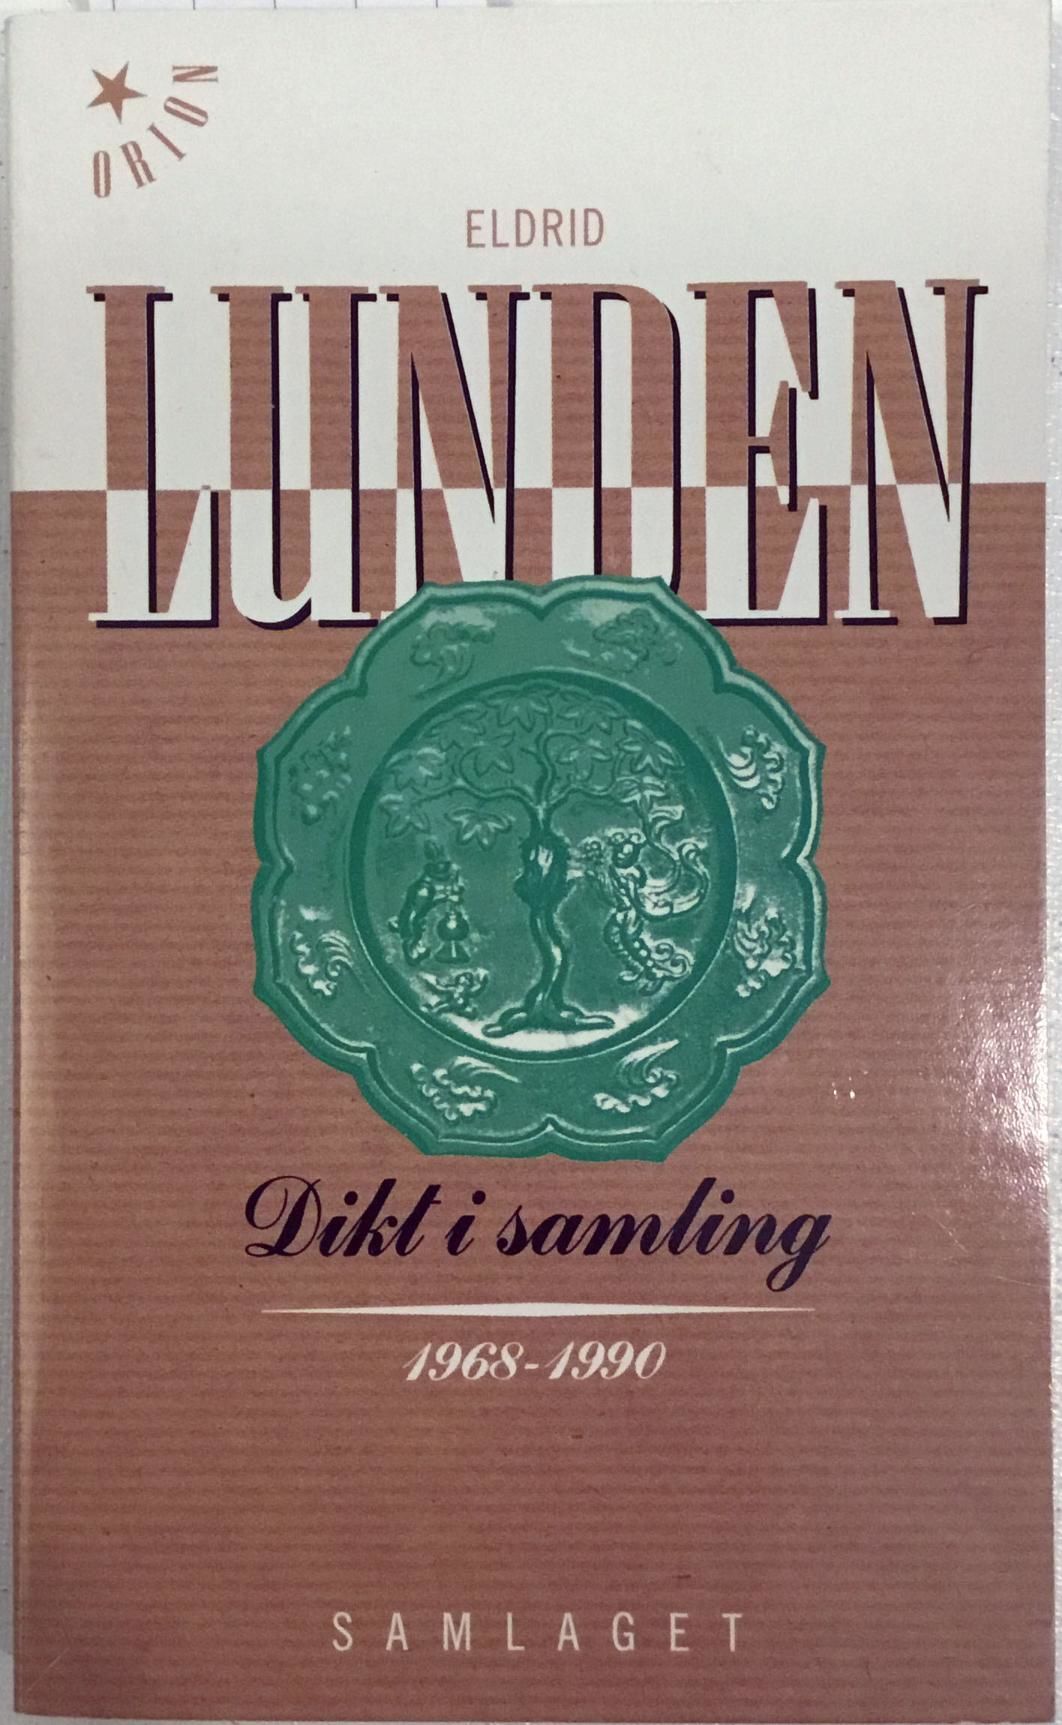 ORION
ELDRID
LUNDEN
Dikt i samling
1968-1990
SAMLAGET